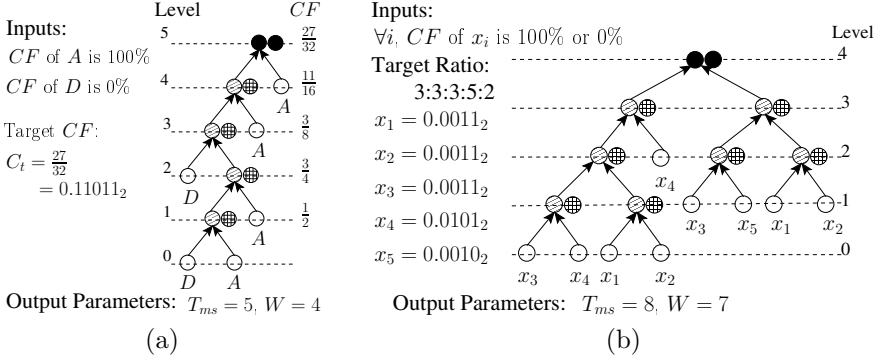 Level
CF
Inputs:
CF of A is 100%
CF of D is 0%
Target CF:
C_t = 27/32
= 0.11011_2
5
27/32
4
11/16
A
3
3/8
A
2
3/4
D
1
1/2
A
0
D
A
Output Parameters: T_ms = 5, W = 4
(a)
Inputs:
∀i, CF of x_i is 100% or 0%
Level
Target Ratio:
3:3:3:5:2
x_1 = 0.0011_2
x_2 = 0.0011_2
x_3 = 0.0011_2
x_4 = 0.0101_2
x_5 = 0.0010_2
4
3
2
x_4
1
x_3
x_5
x_1
x_2
0
x_3
x_4
x_1
x_2
Output Parameters: T_ms = 8, W = 7
(b)